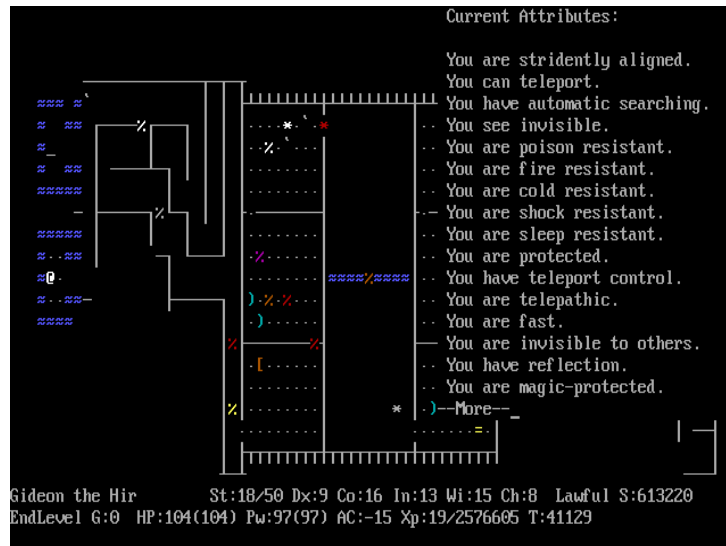 Current Attributes:
You are stridently aligned.
You can teleport.
You have automatic searching.
You see invisible.
You are poison resistant.
You are fire resistant.
You are cold resistant.
You are shock resistant.
You are sleep resistant.
You are protected.
You have teleport control.
You are telepathic.
You are fast.
You are invisible to others.
You have reflection.
You are magic-protected.
--More--
Gideon the Hir St:18/50 Dx:9 Co:16 In:13 Wi:15 Ch:8 Lawful S:613220
EndLevel G:0 HP:104(104) Pw:97(97) AC:-15 Xp:19/2576605 T:41129